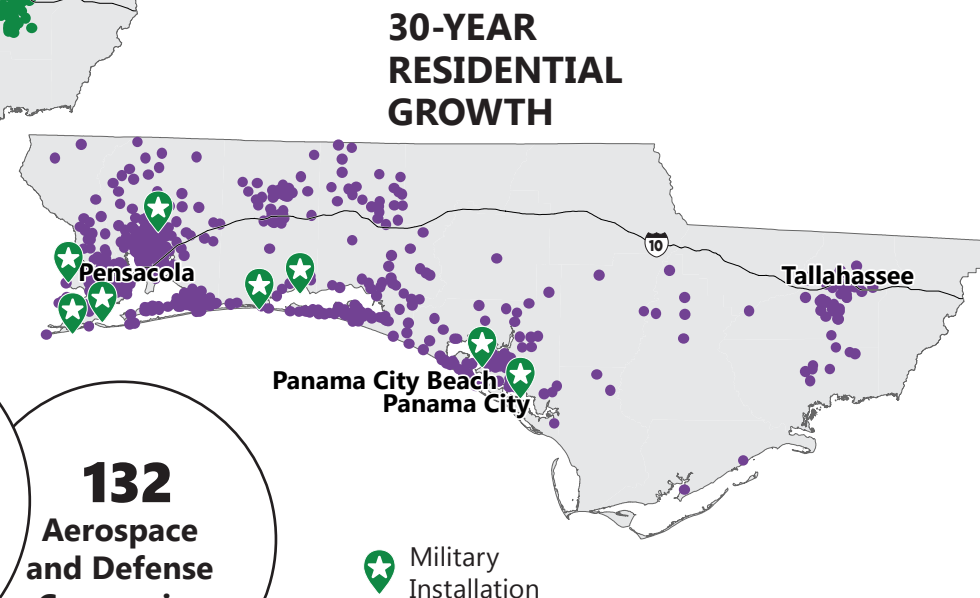 30-YEAR
RESIDENTIAL
GROWTH
10
Pensacola
Tallahassee
Panama City Beach
Panama City
132
Aerospace
and Defense
Military
Installation